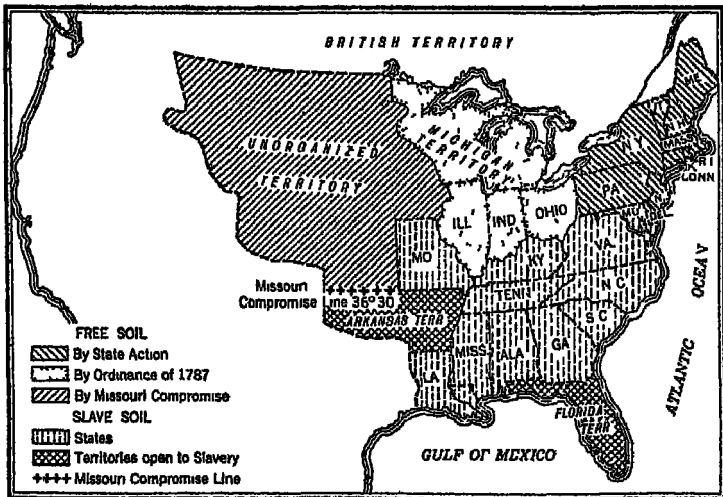 BRITISH TERRITORY
ME
N.H.
MASS
N Y
R I
CONN
MICHIGAN
TERRITORY
UNORGANIZED
TERRITORY
PA
N J
MD
DEL
OHIO
IND
ILL
MO
KY
VA.
N C
TENN
S C
Missouri
Compromise
Line 36°30
ARKANSAS TERR
MISS.
ALA
GA
LA
FLORIDA
TERR
ATLANTIC
OCEAN
GULF OF MEXICO
FREE SOIL
By State Action
By Ordinance of 1787
By Missouri Compromise
SLAVE SOIL
States
Territories open to Slavery
Missouri Compromise Line